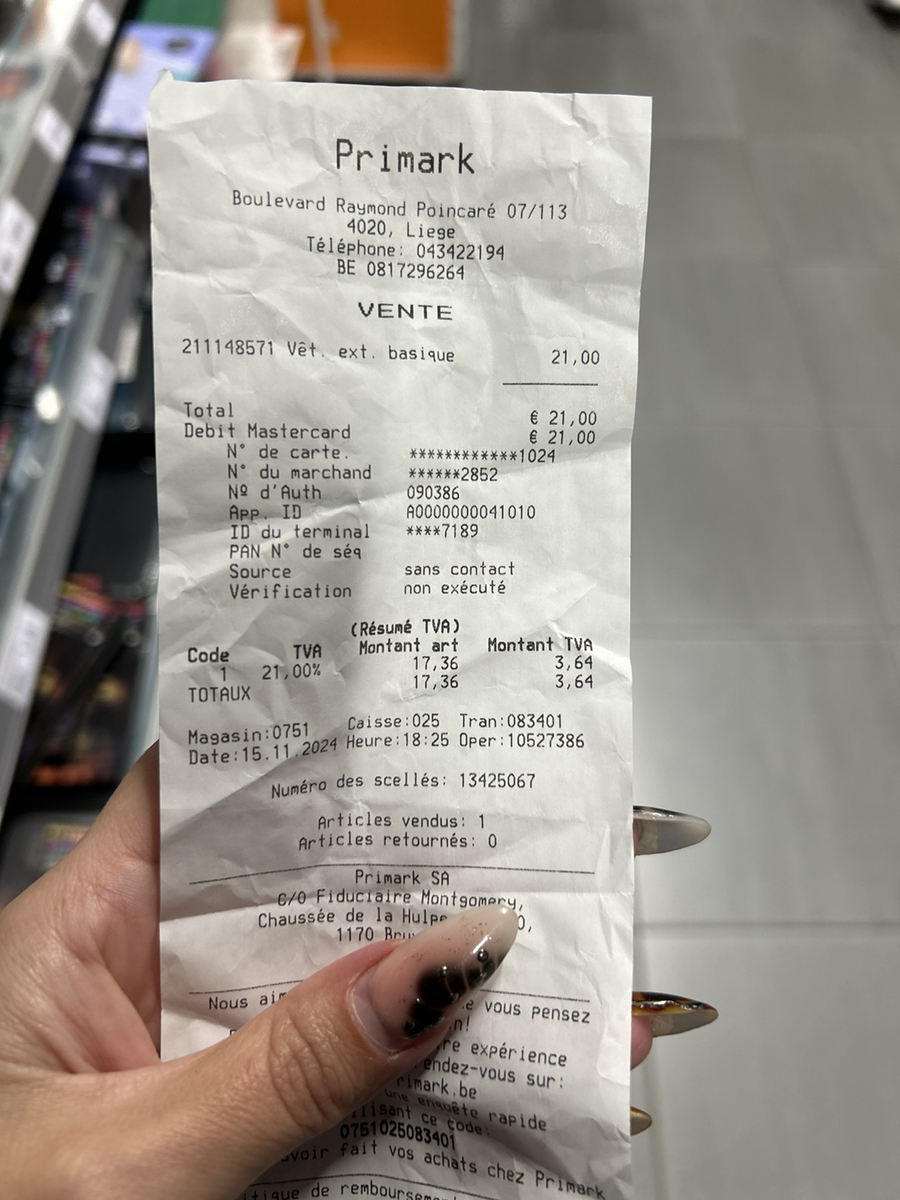 Primark
Boulevard Raymond Poincaré 07/113
4020, Liege
Téléphone: 043422194
BE 0817296264
VENTE
211148571 Vêt. ext. basique 21,00
Total € 21,00
Debit Mastercard € 21,00
N° de carte. ************1024
N° du marchand ******2852
Nº d'Auth 090386
App. ID A0000000041010
ID du terminal ****7189
PAN N° de séq
Source sans contact
Vérification non exécuté
(Résumé TVA)
Code TVA Montant art Montant TVA
1 21,00% 17,36 3,64
TOTAUX 17,36 3,64
Magasin:0751 Caisse:025 Tran:083401
Date:15.11.2024 Heure:18:25 Oper:10527386
Numéro des scellés: 13425067
Articles vendus: 1
Articles retournés: 0
Primark SA
C/O Fiduciaire Montgomery,
Chaussée de la Hulpe
1170
Nous vous pensez
expérience
rendez-vous sur:
une enquête rapide
ce code:
0751025083401
fait vos achats chez Primark
de